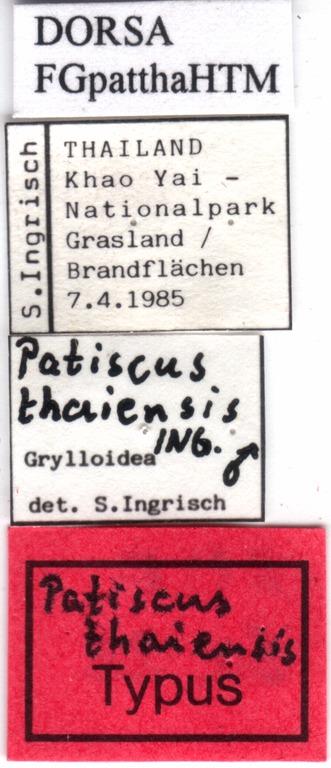 DORSA
FGpatthaHTM
S.Ingrisch
THAILAND
Khao Yai -
Nationalpark
Grasland /
Brandflächen
7.4.1985
Patiscus
thaiensis
ING.
Grylloidea ♂
det. S.Ingrisch
Patiscus
thaiensis
Typus